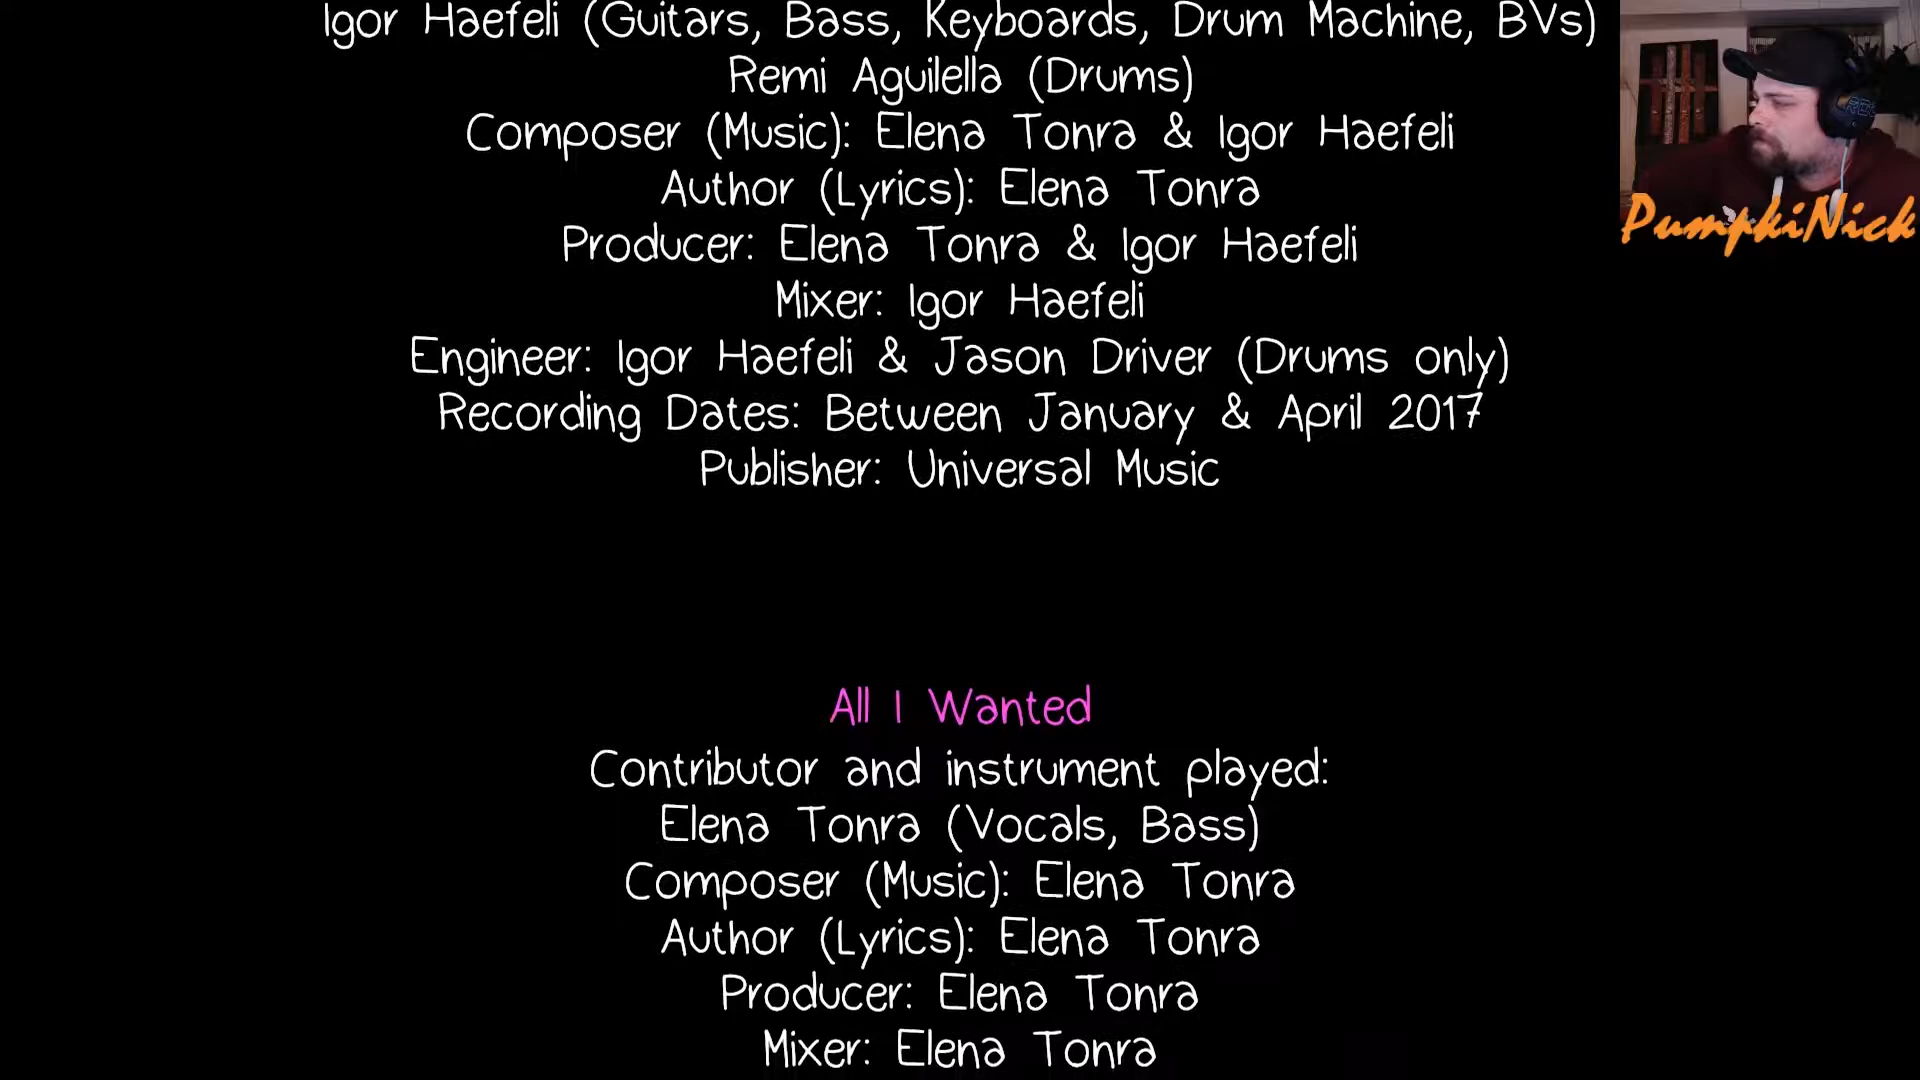 Igor Haefeli (Guitars, Bass, Keyboards, Drum Machine, BVs)
Remi Aguilella (Drums)
Composer (Music): Elena Tonra & Igor Haefeli
Author (Lyrics): Elena Tonra
Producer: Elena Tonra & Igor Haefeli
Mixer: Igor Haefeli
Engineer: Igor Haefeli & Jason Driver (Drums only)
Recording Dates: Between January & April 2017
Publisher: Universal Music
All I Wanted
Contributor and instrument played:
Elena Tonra (Vocals, Bass)
Composer (Music): Elena Tonra
Author (Lyrics): Elena Tonra
Producer: Elena Tonra
Mixer: Elena Tonra
PumpkiNick